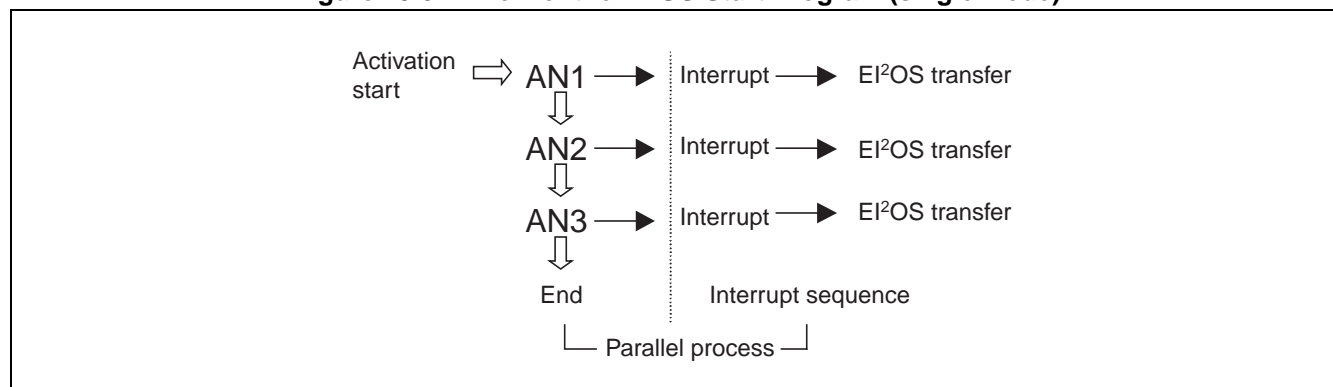 Activation start
AN1
Interrupt
EI²OS transfer
AN2
Interrupt
EI²OS transfer
AN3
Interrupt
EI²OS transfer
End
Interrupt sequence
Parallel process